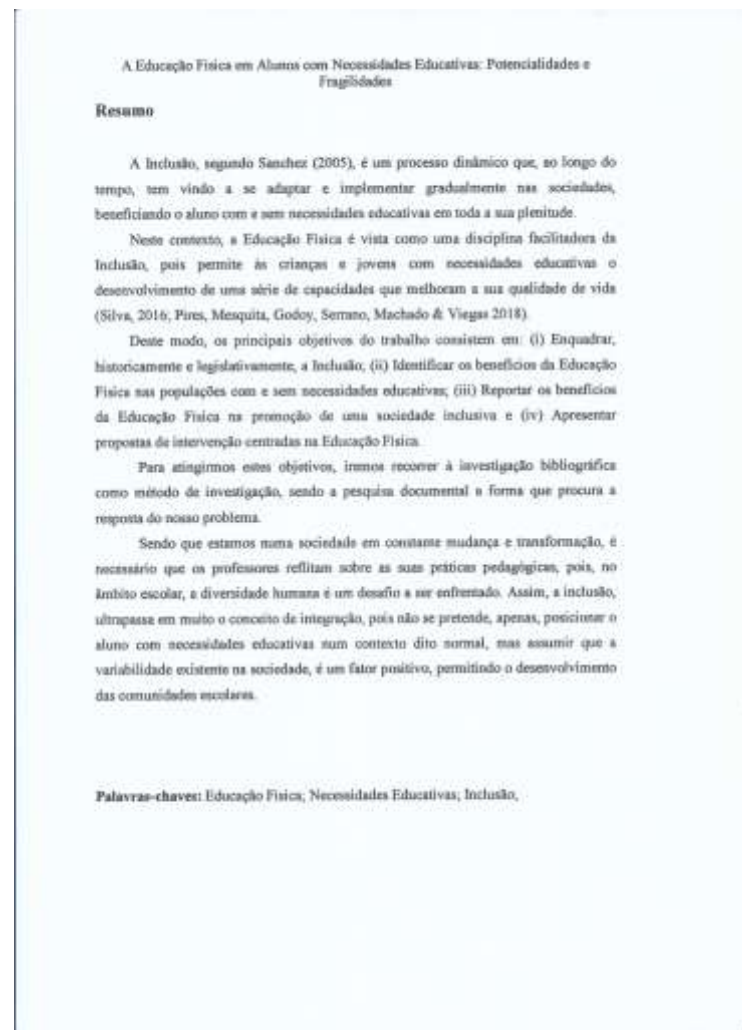 A Educação Física em Alunos com Necessidades Educativas: Potencialidades e
Fragilidades
Resumo
A Inclusão, segundo Sanchez (2005), é um processo dinâmico que, ao longo do
tempo, tem vindo a se adaptar e implementar gradualmente nas sociedades,
beneficiando o aluno com e sem necessidades educativas em toda a sua plenitude.
Neste contexto, a Educação Física é vista como uma disciplina facilitadora da
Inclusão, pois permite às crianças e jovens com necessidades educativas o
desenvolvimento de uma série de capacidades que melhoram a sua qualidade de vida
(Silva, 2016; Pires, Mesquita, Godoy, Serrano, Machado & Viegas 2018).
Deste modo, os principais objetivos do trabalho consistem em: (i) Enquadrar,
historicamente e legislativamente, a Inclusão; (ii) Identificar os benefícios da Educação
Física nas populações com e sem necessidades educativas; (iii) Reportar os benefícios
da Educação Física na promoção de uma sociedade inclusiva e (iv) Apresentar
propostas de intervenção centradas na Educação Física.
Para atingirmos estes objetivos, iremos recorrer à investigação bibliográfica
como método de investigação, sendo a pesquisa documental a forma que procura a
resposta do nosso problema.
Sendo que estamos numa sociedade em constante mudança e transformação, é
necessário que os professores reflitam sobre as suas práticas pedagógicas, pois, no
âmbito escolar, a diversidade humana é um desafio a ser enfrentado. Assim, a inclusão,
ultrapassa em muito o conceito de integração, pois não se pretende, apenas, posicionar o
aluno com necessidades educativas num contexto dito normal, mas assumir que a
variabilidade existente na sociedade, é um fator positivo, permitindo o desenvolvimento
das comunidades escolares.
Palavras-chaves: Educação Física; Necessidades Educativas; Inclusão,